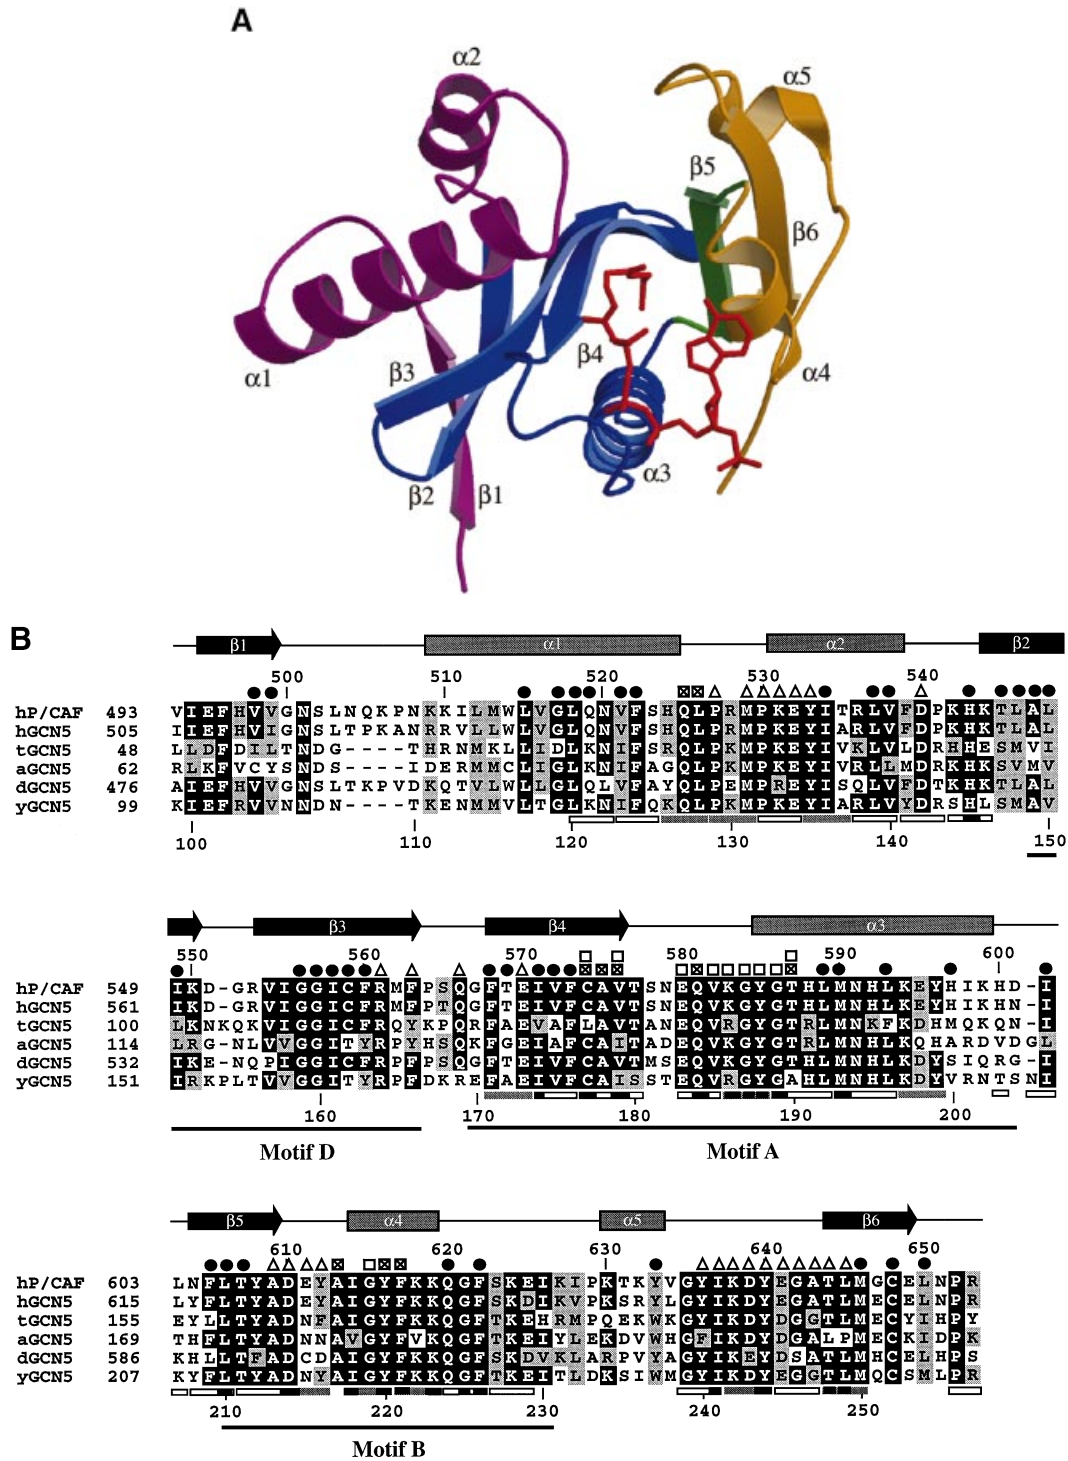 A
α2
α5
β5
β6
β4
β3
α1
α4
α3
β2
β1
B
β1 α1 α2 β2
500 510 520 530 540
hP/CAF 493 VIEFHVVGNSLNQKPNKKILMWLVGLQNVFSHQLPRMPKEYITRLVFDPKHKTLAL
hGCN5 505 VIEFHVIGNSLTPKANRRVLLWLVGLQNVFSHQLPRMPKEYIARLVFDPKHKTLAL
tGCN5 48 LLDFDILTNDG----THRNMKLLIDLKNIFSRQLPKMPKEYIVKLVLDRHHESMVI
aGCN5 62 RLKFVCYSNDS----IDERMMCLIGLKNIFAGQLPKMPKEYIVRLLMDRKHKSVMV
dGCN5 476 AIEFHVVGNSLTKPVDKQTVLWLLGLQNVFSHQLPEMPREYISQLVFDTKHKTLAL
yGCN5 99 KIEFRVVNNDN----TKENMMVLTGLKNIFQKQLPKMPKEYIARLVYDRSHLSMAV
100 110 120 130 140 150
β3 β4 α3
550 560 570 580 590 600
hP/CAF 549 IKD-GRVIGGICFRMFPSQGFTEIVFCAVTSNEQVKGYGTHLMNHLKEYHIKHD-I
hGCN5 561 IKD-GRVIGGICFRMFPTQGFTEIVFCAVTSNEQVKGYGTHLMNHLKEYHIKHN-I
tGCN5 100 LKNKQKVIGGICFRQYKPQRFAEVAFLAVTANEQVRGYGTRLMNKFKDHMQKQN-I
aGCN5 114 LRG-NLVVGGITYRPYHSQKFGEIAFCAITADEQVKGYGTRLMNHLKQHARDVDGL
dGCN5 532 IKE-NQPIGGICFRPFPSQGFTEIVFCAVTMSEQVKGYGTHLMNHLKDYSIQRG-I
yGCN5 151 IRKPLTVVGGITYRPFDKREFAEIVFCAISSTEQVRGYGAHLMNHLKDYVRNTSNI
160 170 180 190 200
Motif D Motif A
β5 α4 α5 β6
610 620 630 640 650
hP/CAF 603 LNFLTYADEYAIGYFKKQGFSKEIKIPKTKYVGYIKDYEGATLMGCELNPR
hGCN5 615 LYFLTYADEYAIGYFKKQGFSKDIKVPKSRYLGYIKDYEGATLMECELNPR
tGCN5 155 EYLLTYADNFAIGYFKKQGFTKEHRMPQEKWKGYIKDYDGGTLMECYIHPY
aGCN5 169 THFLTYADNNAVGYFVKQGFTKEIYLEKDVWHGFIKDYDGALPMECKIDPK
dGCN5 586 KHLLTFADCDAIGYFKKQGFSKDVKLARPVYAGYIKEYDSATLMHCELHPS
yGCN5 207 KYFLTYADNYAIGYFKKQGFTKEITLDKSIWMGYIKDYEGGTLMQCSMLPR
210 220 230 240 250
Motif B